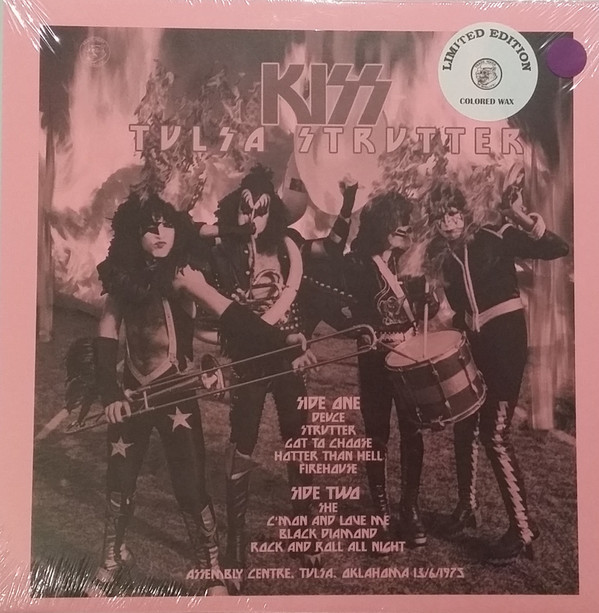 LIMITED EDITION
COLORED WAX
KISS
TULSA STRUTTER
SIDE ONE
DEUCE
STRUTTER
GOT TO CHOOSE
HOTTER THAN HELL
FIREHOUSE
SIDE TWO
SHE
C'MON AND LOVE ME
BLACK DIAMOND
ROCK AND ROLL ALL NIGHT
ASSEMBLY CENTRE, TULSA, OKLAHOMA 13/6/1975